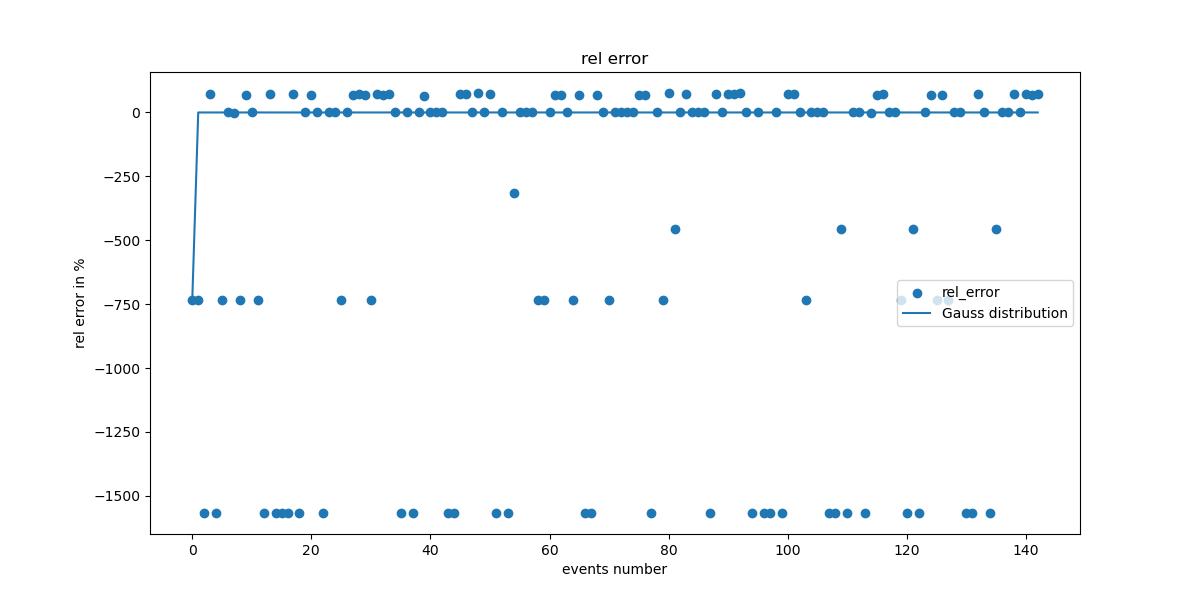 rel error
0
−250
−500
−750
−1000
−1250
−1500
rel error in %
rel_error
Gauss distribution
0 20 40 60 80 100 120 140
events number